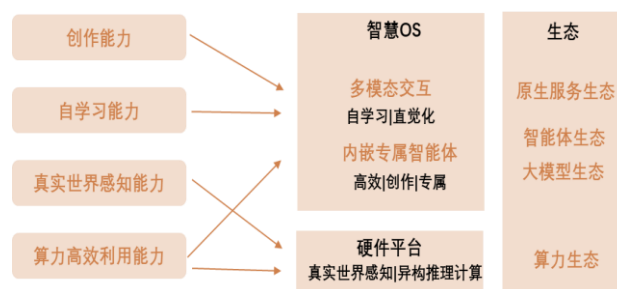 创作能力
自学习能力
真实世界感知能力
算力高效利用能力
智慧OS
多模态交互
自学习|直觉化
内嵌专属智能体
高效|创作|专属
硬件平台
真实世界感知|异构推理计算
生态
原生服务生态
智能体生态
大模型生态
算力生态